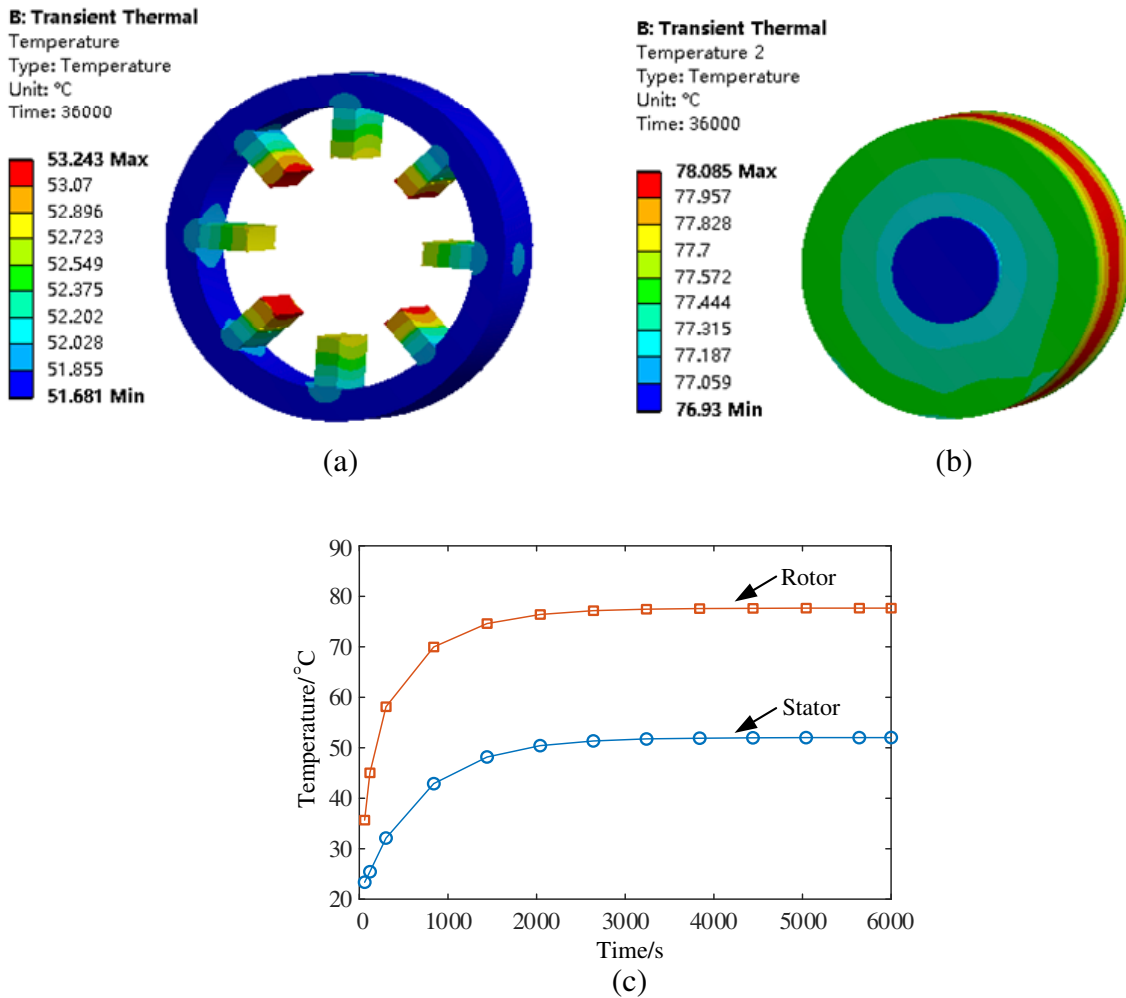 B: Transient Thermal
Temperature
Type: Temperature
Unit: °C
Time: 36000
53.243 Max
53.07
52.896
52.723
52.549
52.375
52.202
52.028
51.855
51.681 Min
(a)
B: Transient Thermal
Temperature 2
Type: Temperature
Unit: °C
Time: 36000
78.085 Max
77.957
77.828
77.7
77.572
77.444
77.315
77.187
77.059
76.93 Min
(b)
90
80
70
60
50
40
30
20
Temperature/°C
Rotor
Stator
0 1000 2000 3000 4000 5000 6000
Time/s
(c)